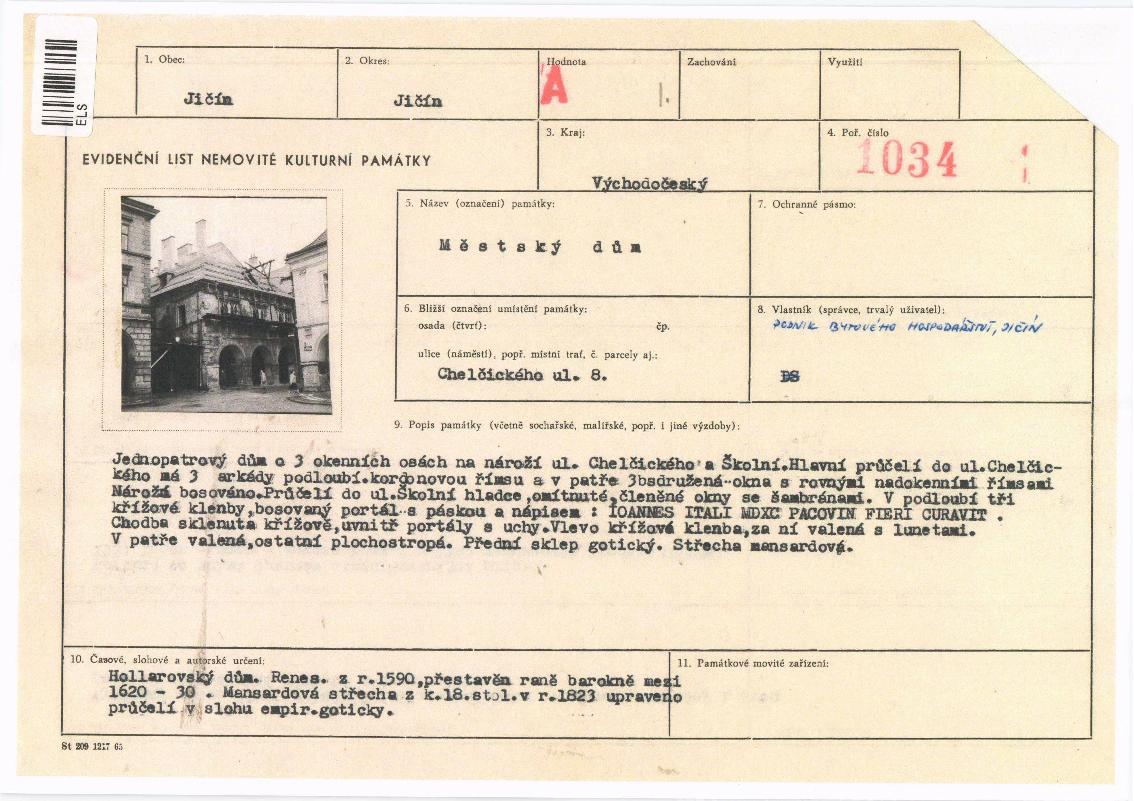 ELS
1. Obec:
Jičín
2. Okres:
Jičín
Hodnota
A
Zachování
Využití
EVIDENČNÍ LIST NEMOVITÉ KULTURNÍ PAMÁTKY
3. Kraj:
Východočeský
4. Poř. číslo
1034
5. Název (označení) památky:
Městský dům
7. Ochranné pásmo:
6. Bližší označení umístění památky:
osada (čtvrť):
čp.
ulice (náměstí), popř. místní trať, č. parcely aj.:
Chelčického ul. 8.
8. Vlastník (správce, trvalý uživatel):
PODNIK BYTOVÉHO HOSPODÁŘSTVÍ, JIČÍN
DS
9. Popis památky (včetně sochařské, malířské, popř. i jiné výzdoby):
Jednopatrový dům o 3 okenních osách na nároží ul. Chelčického a Školní.Hlavní průčelí do ul.Chelčic-
kého má 3 arkády podloubí.kordonovou římsu a v patře 3bsdružená okna s rovnými nadokenními římsami
Nároží bosováno.Průčelí do ul.Školní hladce,omítnuté,členěné okny se šambránami. V podloubí tři
křížové klenby,bosovaný portál s páskou a nápisem : IOANNES ITALI MDXC PACOVIN FIERI CURAVIT .
Chodba sklenuta křížově,uvnitř portály s uchy.Vlevo křížová klenba,za ní valená s lunetami.
V patře valená,ostatní plochostropá. Přední sklep gotický. Střecha mansardová.
10. Časové, slohové a autorské určení:
Hollarovský dům. Renes. z r.1590,přestavěn raně barokně mezi
1620 - 30 . Mansardová střecha z k.18.stol.v r.1823 upraveno
průčelí v slohu empir.goticky.
11. Památkové movité zařízení:
St 209 1217 65